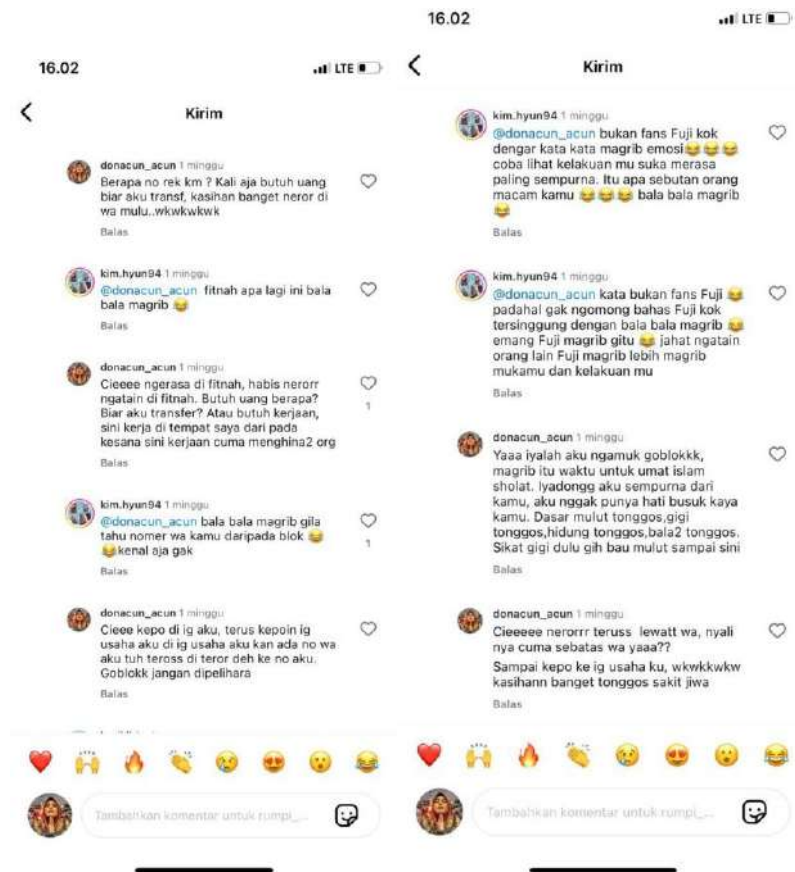 16.02
LTE
Kirim
donacun_acun 1 minggu
Berapa no rek km ? Kali aja butuh uang
biar aku transf, kasihan banget neror di
wa mulu..wkwkwkwk
Balas
kim.hyun94 1 minggu
@donacun_acun fitnah apa lagi ini bala
bala magrib 😂
Balas
donacun_acun 1 minggu
Cieeee ngerasa di fitnah, habis nerorr
ngatain di fitnah. Butuh uang berapa?
Biar aku transfer? Atau butuh kerjaan,
1
sini kerja di tempat saya dari pada
kesana sini kerjaan cuma menghina2 org
Balas
kim.hyun94 1 minggu
@donacun_acun bala bala magrib gila
tahu nomer wa kamu daripada blok 😂
1
😂kenal aja gak
Balas
donacun_acun 1 minggu
Cieee kepo di ig aku, terus kepoin ig
usaha aku di ig usaha aku kan ada no wa
aku tuh teross di teror deh ke no aku.
Goblokk jangan dipelihara
Balas
Tambahkan komentar untuk rumpi_...
16.02
LTE
Kirim
kim.hyun94 1 minggu
@donacun_acun bukan fans Fuji kok
dengar kata kata magrib emosi😂😂😂
coba lihat kelakuan mu suka merasa
paling sempurna. Itu apa sebutan orang
macam kamu 😂😂😂 bala bala magrib
😂
Balas
kim.hyun94 1 minggu
@donacun_acun kata bukan fans Fuji 😂
padahal gak ngomong bahas Fuji kok
tersinggung dengan bala bala magrib 😂
emang Fuji magrib gitu 😂 jahat ngatain
orang lain Fuji magrib lebih magrib
mukamu dan kelakuan mu
Balas
donacun_acun 1 minggu
Yaaa iyalah aku ngamuk goblokkk,
magrib itu waktu untuk umat islam
sholat. Iyadongg aku sempurna dari
kamu, aku nggak punya hati busuk kaya
kamu. Dasar mulut tonggos,gigi
tonggos,hidung tonggos,bala2 tonggos.
Sikat gigi dulu gih bau mulut sampai sini
Balas
donacun_acun 1 minggu
Cieeeee nerorrr teruss lewatt wa, nyali
nya cuma sebatas wa yaaa??
Sampai kepo ke ig usaha ku, wkwkkwkw
kasihann banget tonggos sakit jiwa
Balas
Tambahkan komentar untuk rumpi_...